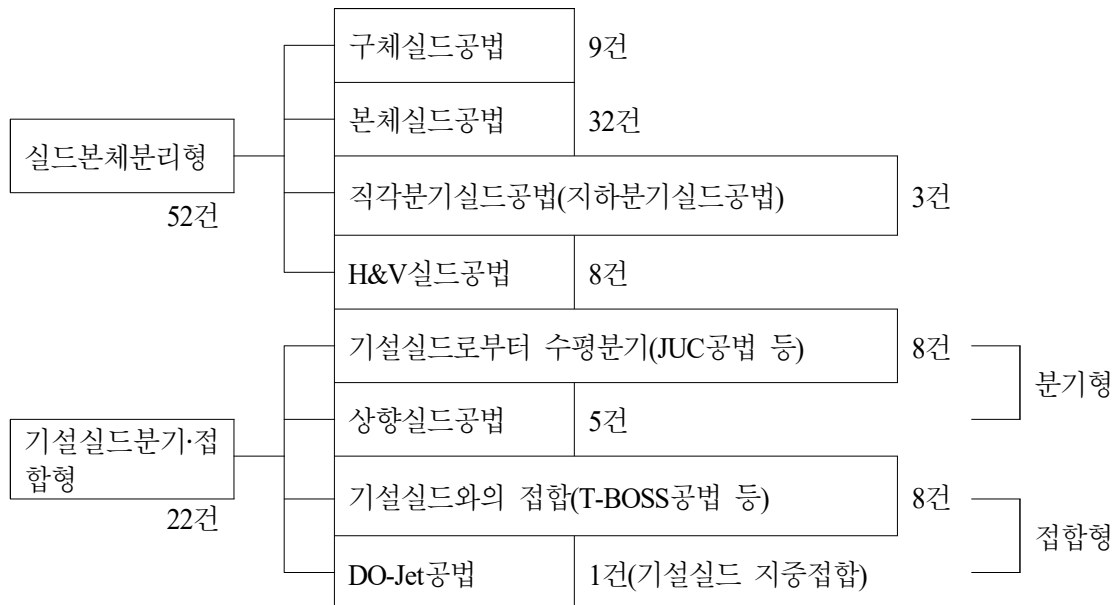 구체실드공법 9건
본체실드공법 32건
실드본체분리형
52건
직각분기실드공법(지하분기실드공법) 3건
H&V실드공법 8건
기설실드로부터 수평분기(JUC공법 등) 8건
분기형
상향실드공법 5건
기설실드분기·접
합형
22건
기설실드와의 접합(T-BOSS공법 등) 8건
접합형
DO-Jet공법 1건(기설실드 지중접합)